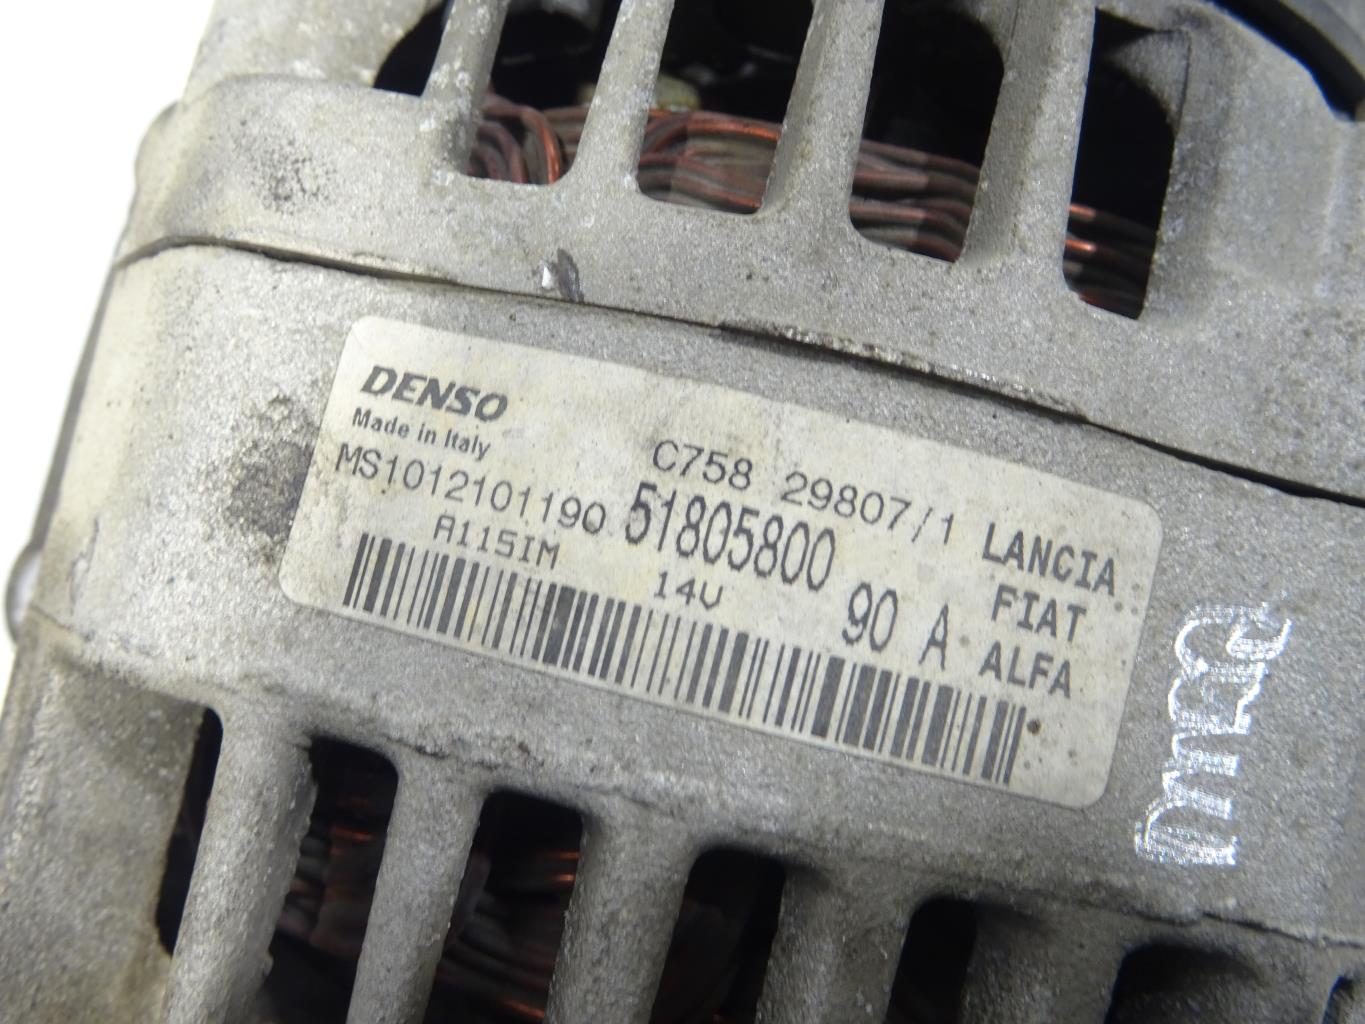 DENSO
Made in Italy
C758 29807/1 LANCIA
MS1012101190 51805800 FIAT
A115IM 14V 90 A ALFA